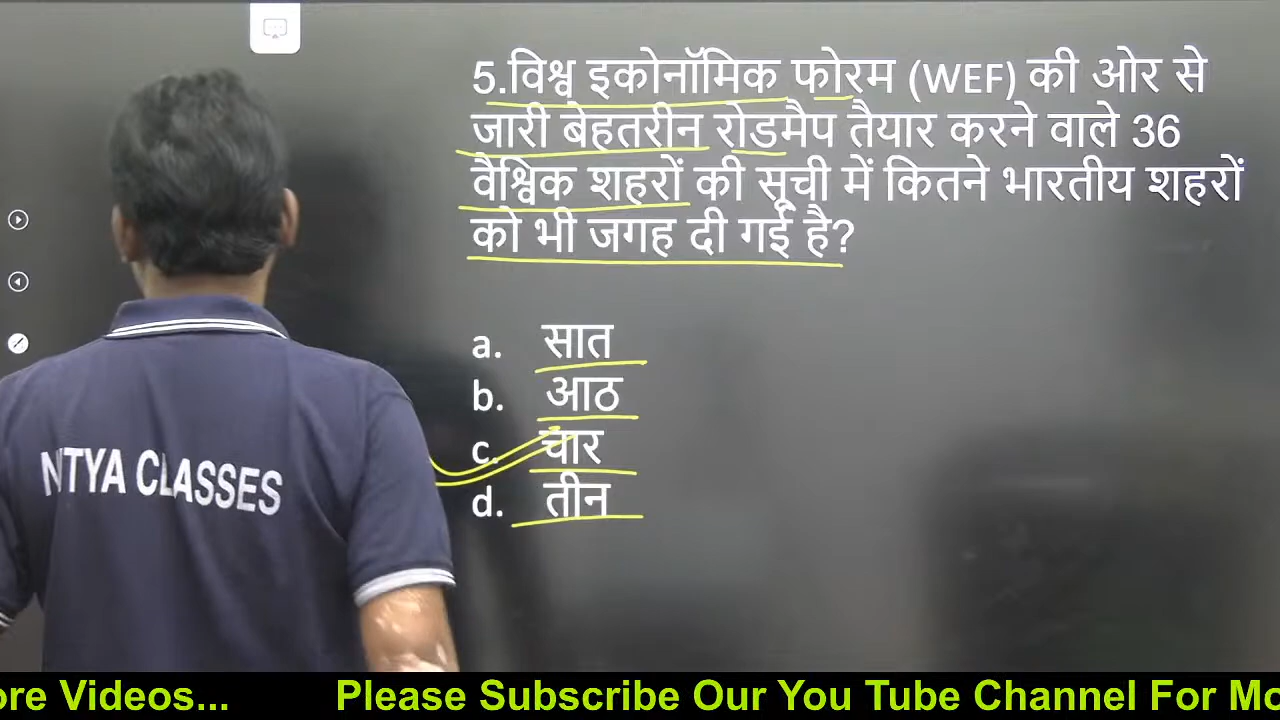 5.विश्व इकोनॉमिक फोरम (WEF) की ओर से
जारी बेहतरीन रोडमैप तैयार करने वाले 36
वैश्विक शहरों की सूची में कितने भारतीय शहरों
को भी जगह दी गई है?
a. सात
b. आठ
c. चार
d. तीन
NITYA CLASSES
ore Videos... Please Subscribe Our You Tube Channel For Mo